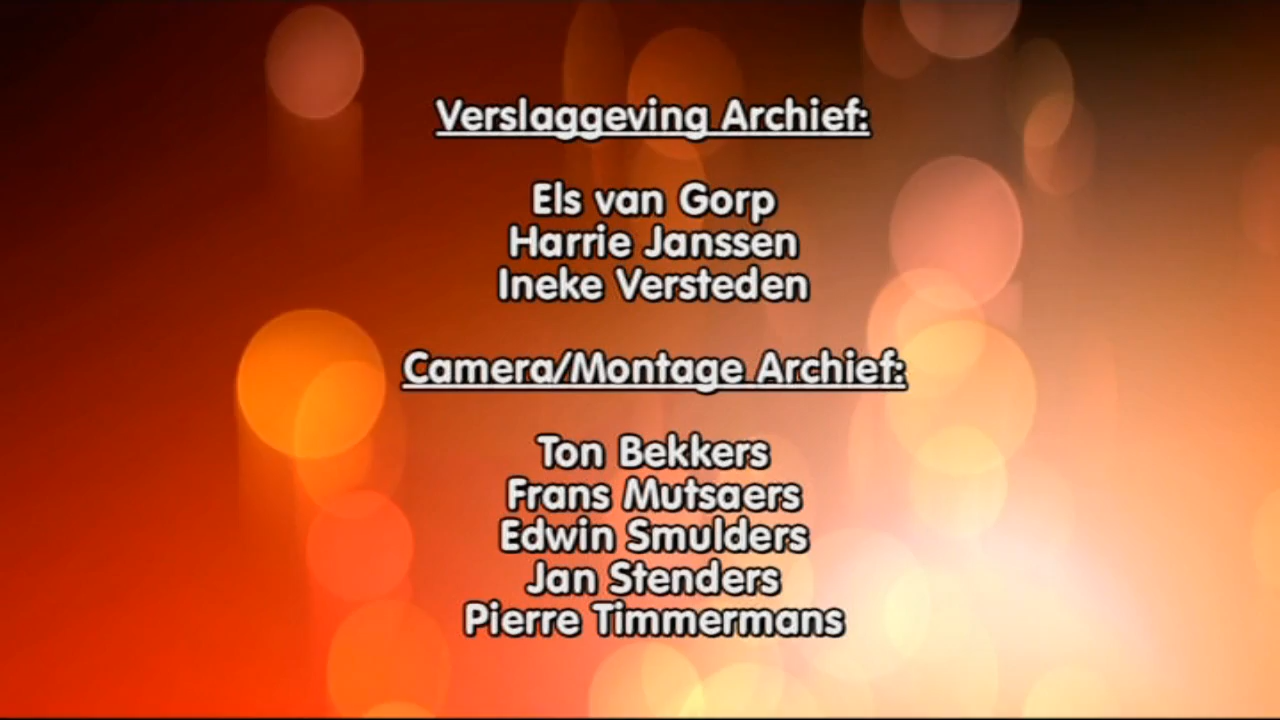 Verslaggeving Archief:
Els van Gorp
Harrie Janssen
Ineke Versteden
Camera/Montage Archief:
Ton Bekkers
Frans Mutsaers
Edwin Smulders
Jan Stenders
Pierre Timmermans